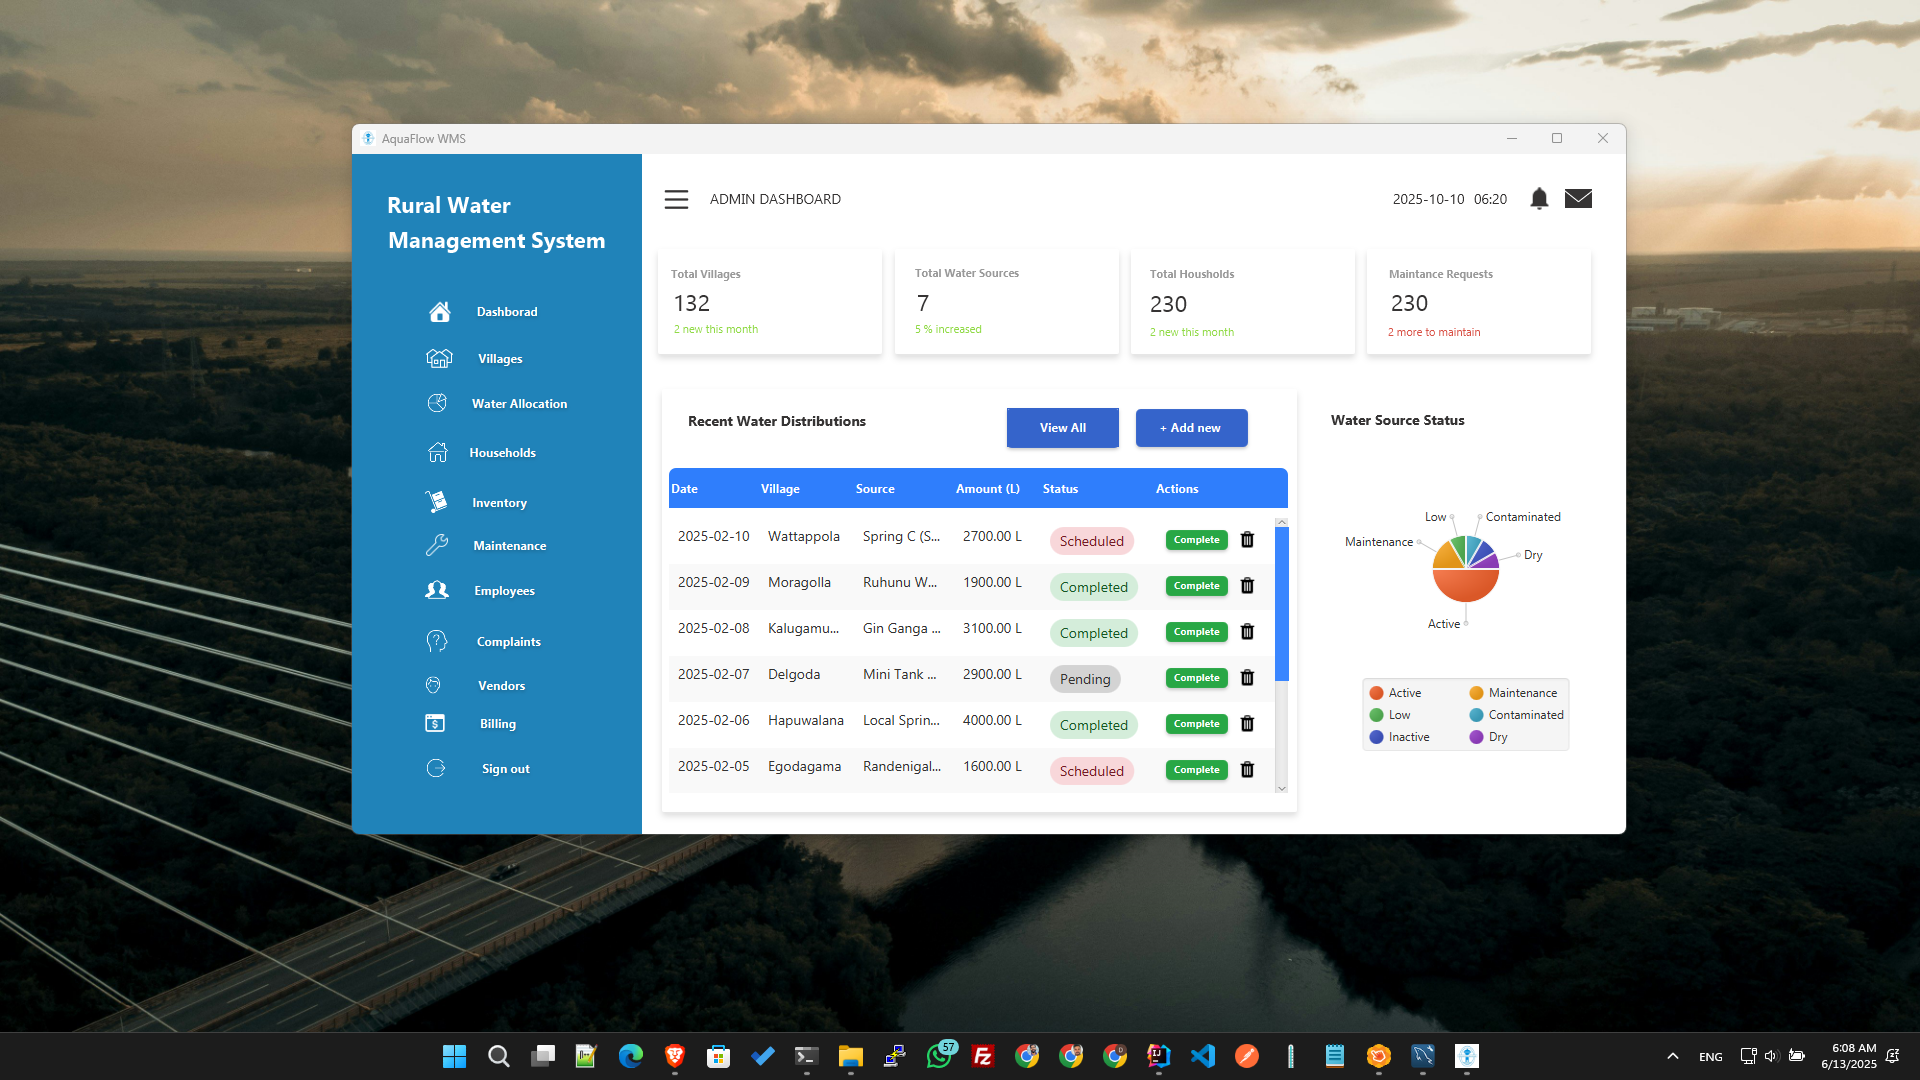 AquaFlow WMS
Rural Water
Management System
Dashborad
Villages
Water Allocation
Households
Inventory
Maintenance
Employees
Complaints
Vendors
Billing
Sign out
ADMIN DASHBOARD
2025-10-10 06:20
Total Villages
132
2 new this month
Total Water Sources
7
5 % increased
Total Housholds
230
2 new this month
Maintance Requests
230
2 more to maintain
Recent Water Distributions
View All
+ Add new
Date Village Source Amount (L) Status Actions
2025-02-10 Wattappola Spring C (S... 2700.00 L Scheduled Complete
2025-02-09 Moragolla Ruhunu W... 1900.00 L Completed Complete
2025-02-08 Kalugamu... Gin Ganga ... 3100.00 L Completed Complete
2025-02-07 Delgoda Mini Tank ... 2900.00 L Pending Complete
2025-02-06 Hapuwalana Local Sprin... 4000.00 L Completed Complete
2025-02-05 Egodagama Randenigal... 1600.00 L Scheduled Complete
Water Source Status
Low Contaminated
Maintenance
Dry
Active
Active Maintenance
Low Contaminated
Inactive Dry
57
ENG
6:08 AM
6/13/2025